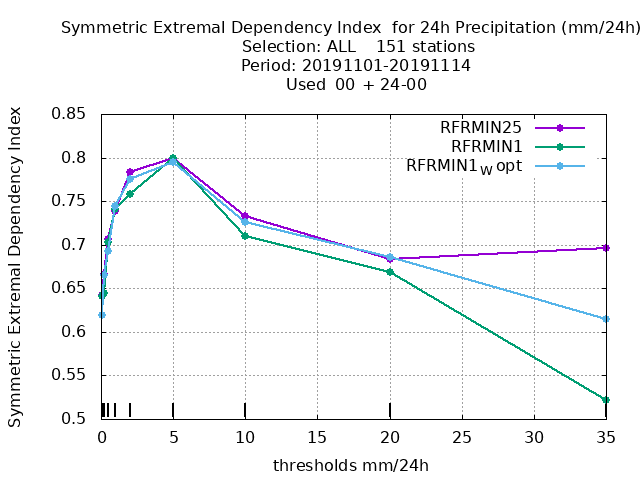 Symmetric Extremal Dependency Index  for 24h Precipitation (mm/24h)
Selection: ALL    151 stations
Period: 20191101-20191114
Used  00 + 24-00
Symmetric Extremal Dependency Index
0.85
0.8
0.75
0.7
0.65
0.6
0.55
0.5
RFRMIN25
RFRMIN1
RFRMIN1W opt
0 5 10 15 20 25 30 35
thresholds mm/24h